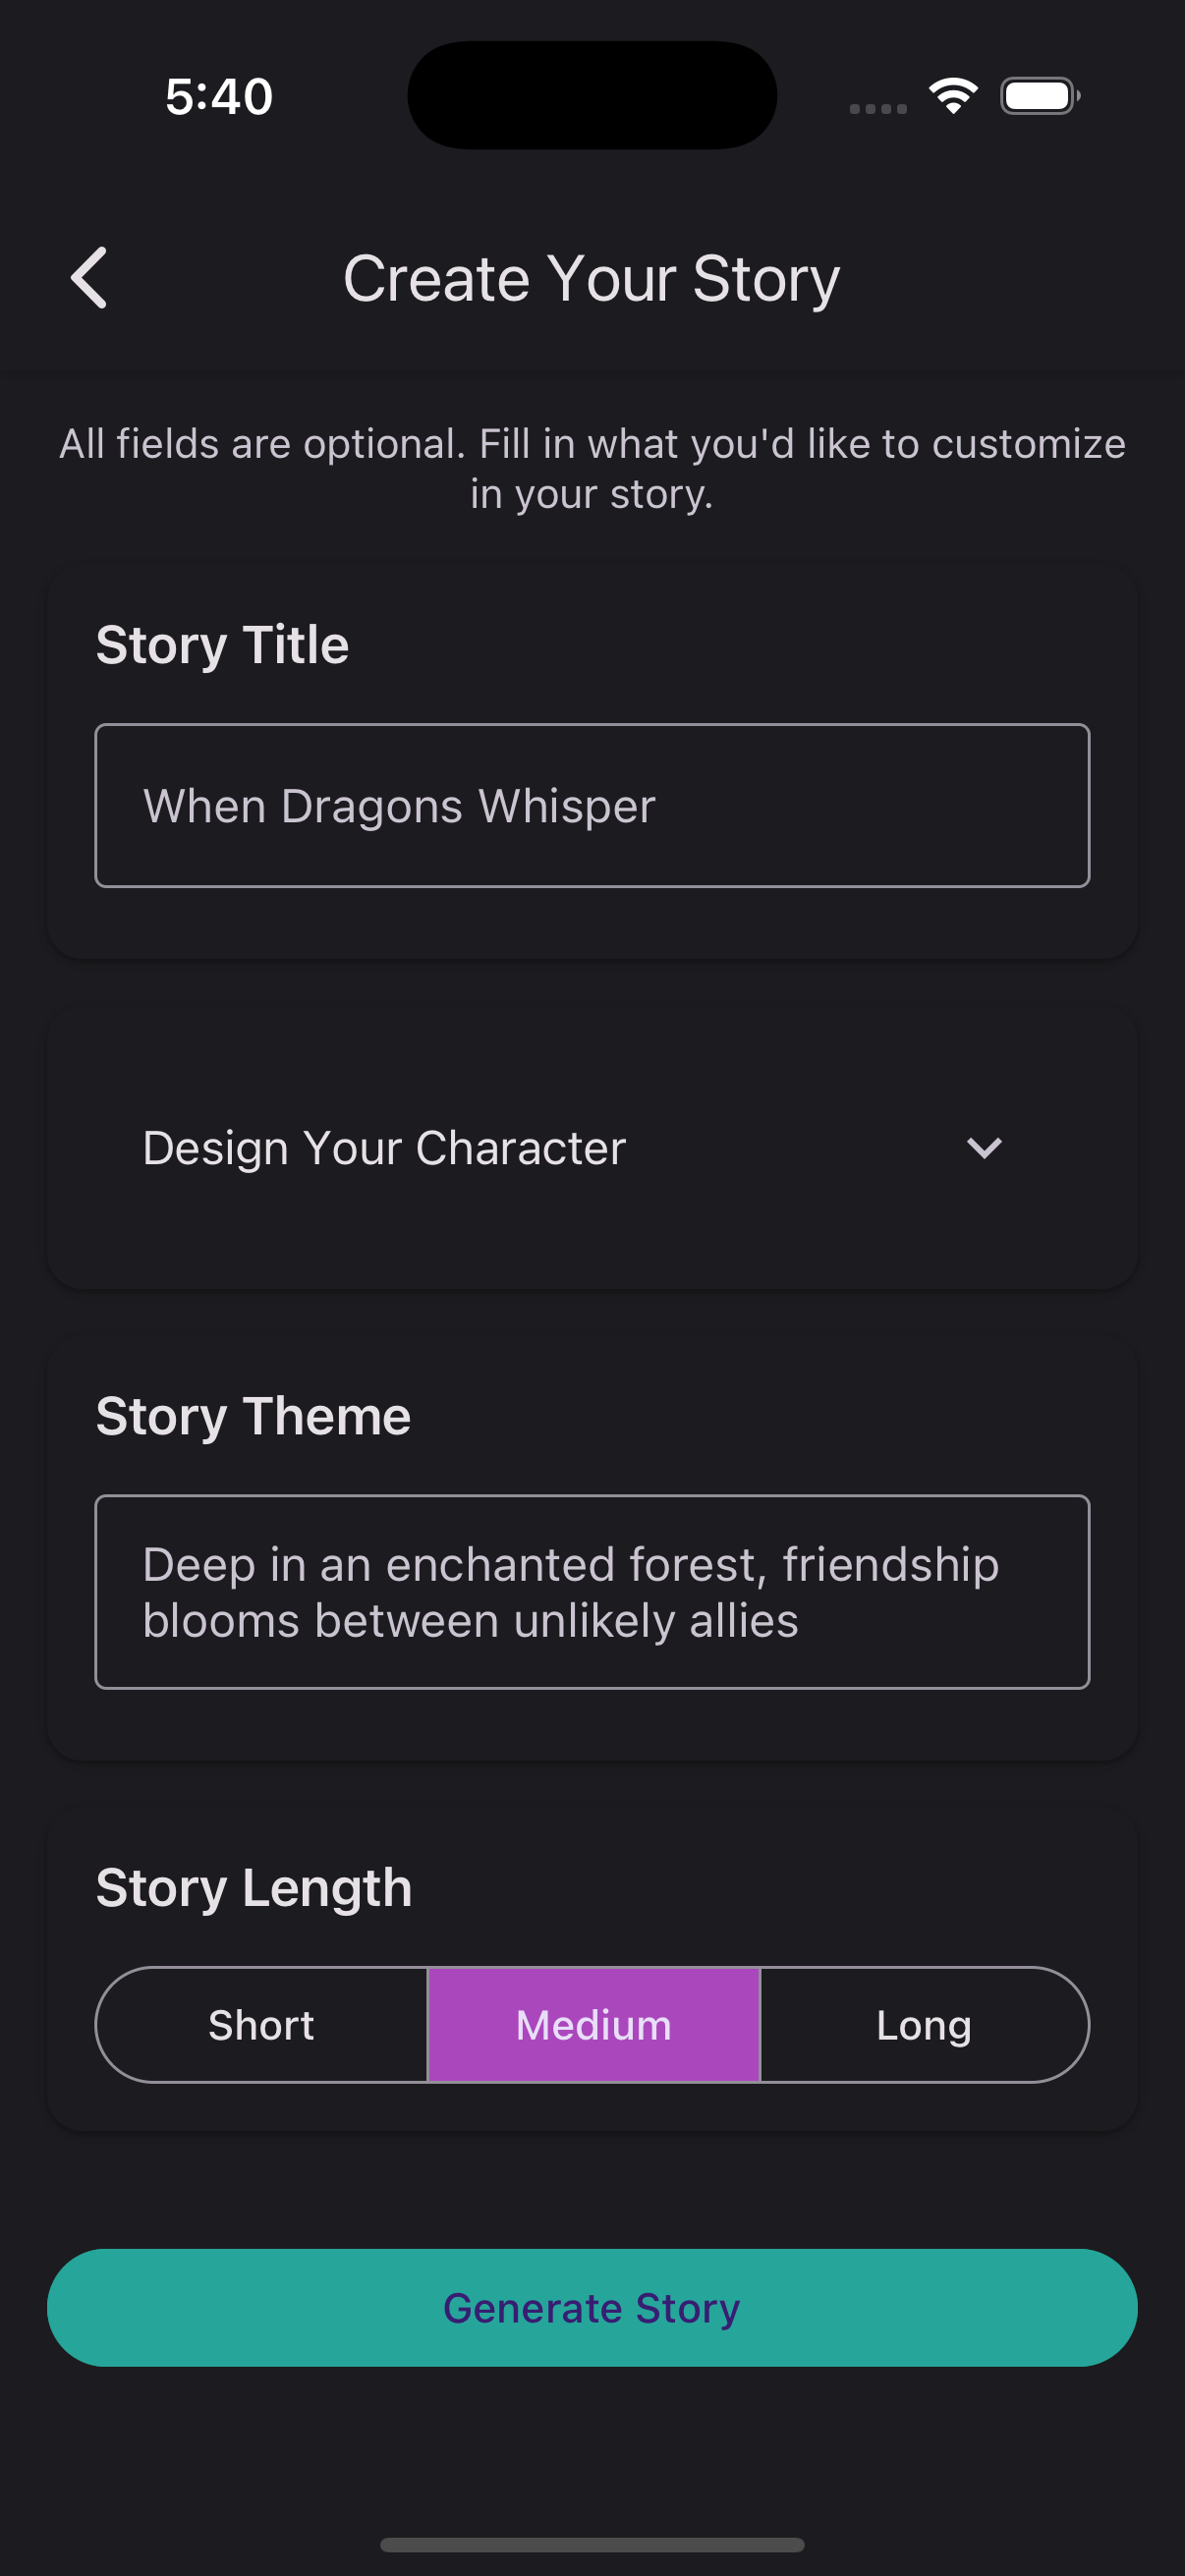 5:40
Create Your Story
All fields are optional. Fill in what you'd like to customize
in your story.
Story Title
When Dragons Whisper
Design Your Character
Story Theme
Deep in an enchanted forest, friendship
blooms between unlikely allies
Story Length
Short Medium Long
Generate Story